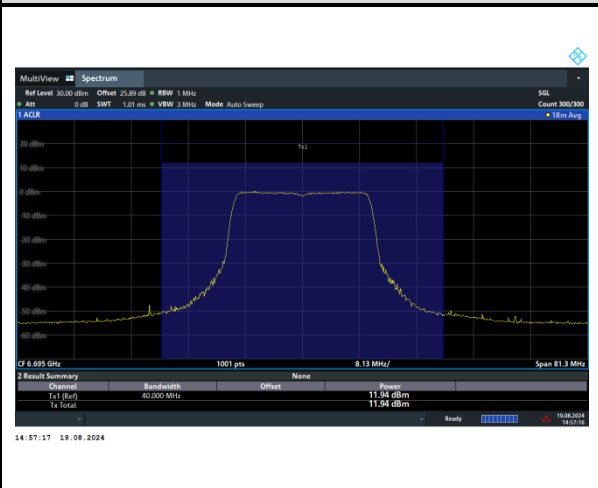 MultiView Spectrum
Ref Level 30.00 dBm Offset 25.89 dB RBW 1 MHz SGL
Att 0 dB SWT 1.01 ms VBW 3 MHz Mode Auto Sweep Count 300/300
1 ACLR 1Rm Avg
Tx1
20 dBm
10 dBm
0 dBm
-10 dBm
-20 dBm
-30 dBm
-40 dBm
-50 dBm
-60 dBm
CF 6.695 GHz 1001 pts 8.13 MHz/ Span 81.3 MHz
2 Result Summary None
Channel Bandwidth Offset Power
Tx1 (Ref) 40.000 MHz 11.94 dBm
Tx Total 11.94 dBm
Ready 19.08.2024
14:57:16
14:57:17 19.08.2024